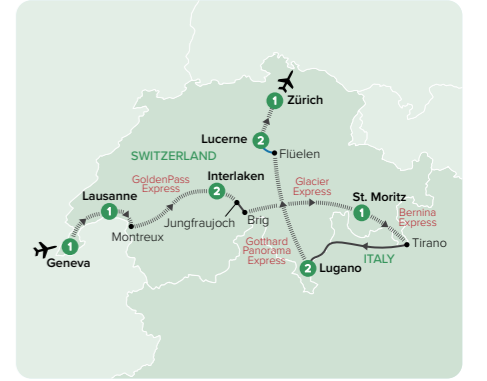 1
Zürich
Lucerne
2
Flüelen
SWITZERLAND
GoldenPass
Express
Interlaken
2
Glacier
Express
Lausanne
1
St. Moritz
1
Bernina
Express
Jungfraujoch
Brig
Montreux
Gotthard
Panorama
Express
Tirano
1
Geneva
2
Lugano
ITALY